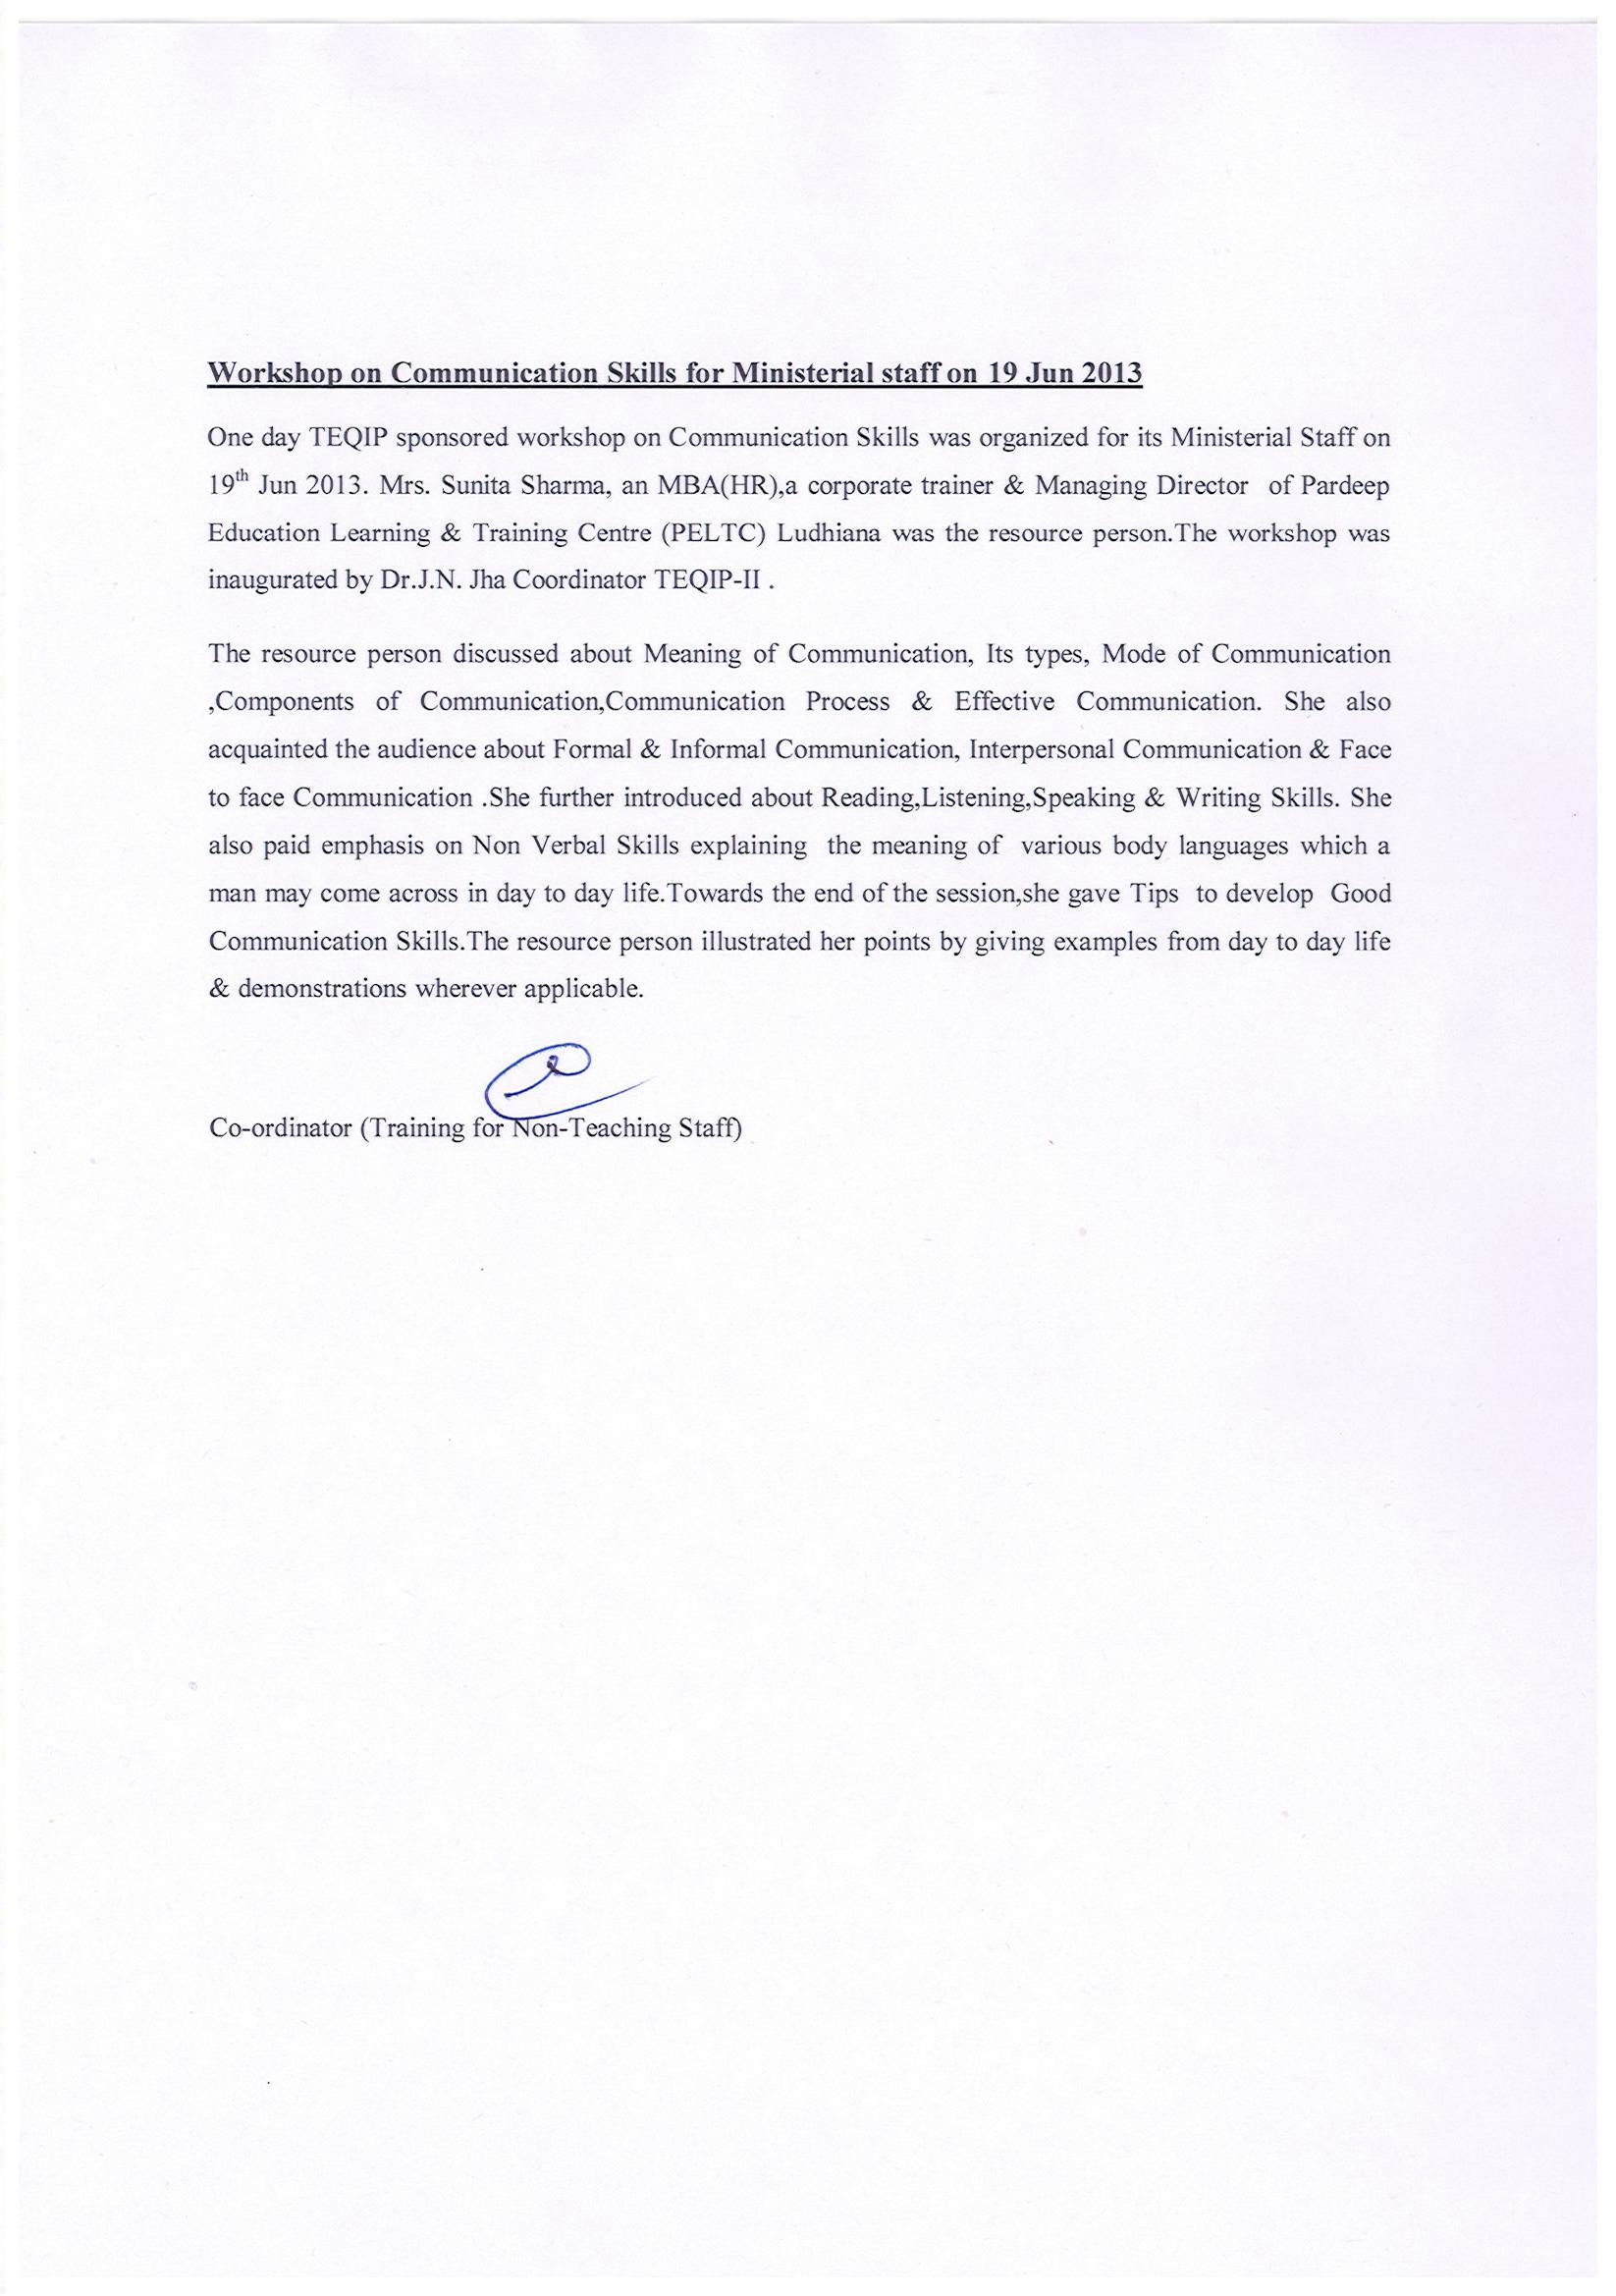 Workshop on Communication Skills for Ministerial staff on 19 Jun 2013
One day TEQIP sponsored workshop on Communication Skills was organized for its Ministerial Staff on
19th Jun 2013. Mrs. Sunita Sharma, an MBA(HR),a corporate trainer & Managing Director of Pardeep
Education Learning & Training Centre (PELTC) Ludhiana was the resource person.The workshop was
inaugurated by Dr.J.N. Jha Coordinator TEQIP-II .
The resource person discussed about Meaning of Communication, Its types, Mode of Communication
,Components of Communication,Communication Process & Effective Communication. She also
acquainted the audience about Formal & Informal Communication, Interpersonal Communication & Face
to face Communication .She further introduced about Reading,Listening,Speaking & Writing Skills. She
also paid emphasis on Non Verbal Skills explaining the meaning of various body languages which a
man may come across in day to day life.Towards the end of the session,she gave Tips to develop Good
Communication Skills.The resource person illustrated her points by giving examples from day to day life
& demonstrations wherever applicable.
Co-ordinator (Training for Non-Teaching Staff)